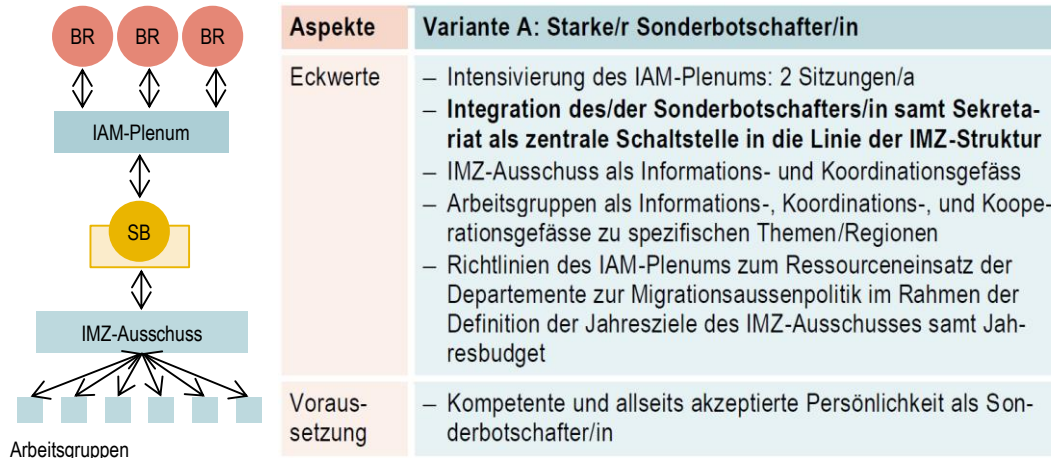 BR BR BR
IAM-Plenum
SB
IMZ-Ausschuss
Arbeitsgruppen
Aspekte Variante A: Starke/r Sonderbotschafter/in
Eckwerte – Intensivierung des IAM-Plenums: 2 Sitzungen/a
– Integration des/der Sonderbotschafters/in samt Sekreta-
riat als zentrale Schaltstelle in die Linie der IMZ-Struktur
– IMZ-Ausschuss als Informations- und Koordinationsgefäss
– Arbeitsgruppen als Informations-, Koordinations-, und Koope-
rationsgefässe zu spezifischen Themen/Regionen
– Richtlinien des IAM-Plenums zum Ressourceneinsatz der
Departemente zur Migrationsaussenpolitik im Rahmen der
Definition der Jahresziele des IMZ-Ausschusses samt Jah-
resbudget
Voraus- – Kompetente und allseits akzeptierte Persönlichkeit als Son-
setzung derbotschafter/in